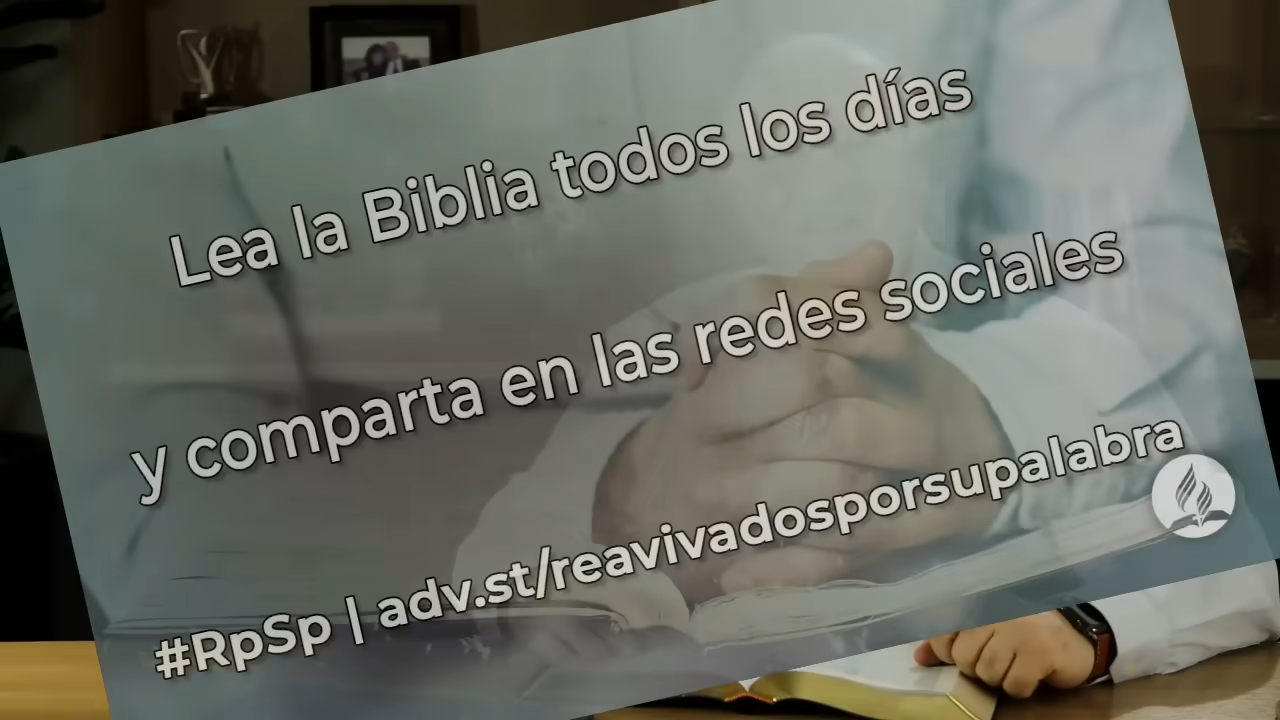 Lea la Biblia todos los días
y comparta en las redes sociales
#RpSp | adv.st/reavivadosporsupalabra